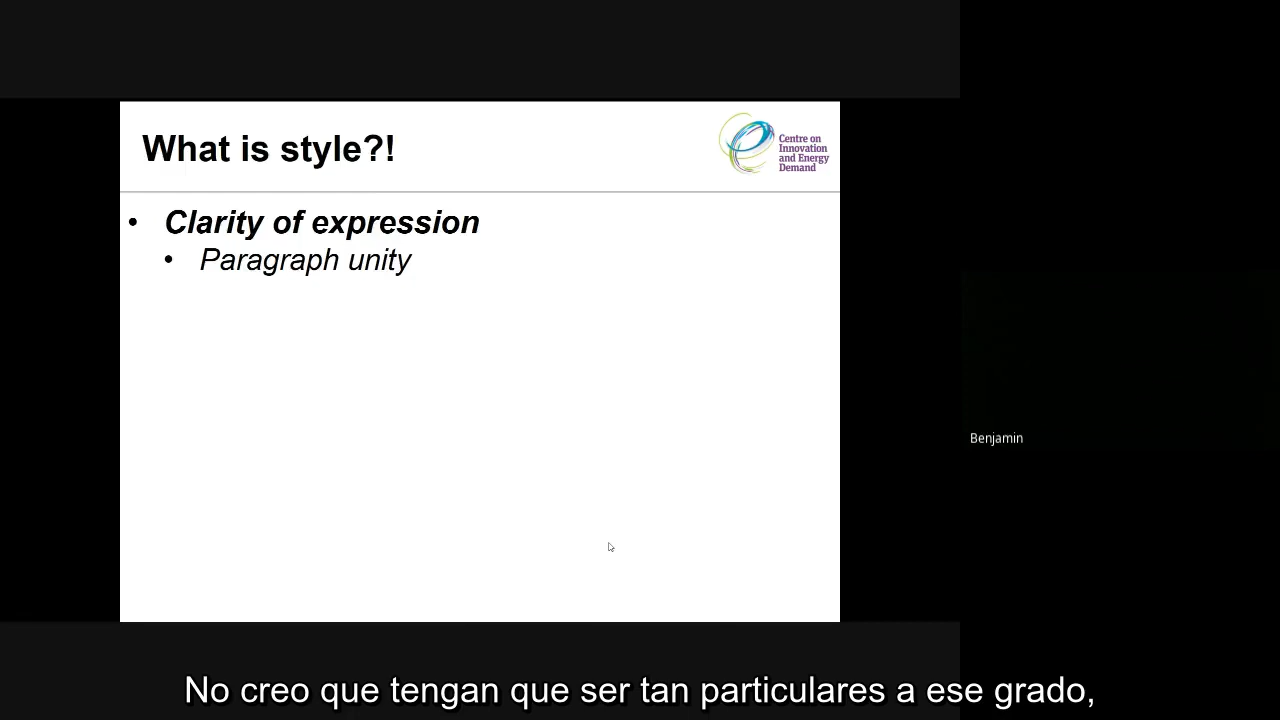 What is style?!
Centre on
Innovation
and Energy
Demand
• Clarity of expression
• Paragraph unity
Benjamin
No creo que tengan que ser tan particulares a ese grado,